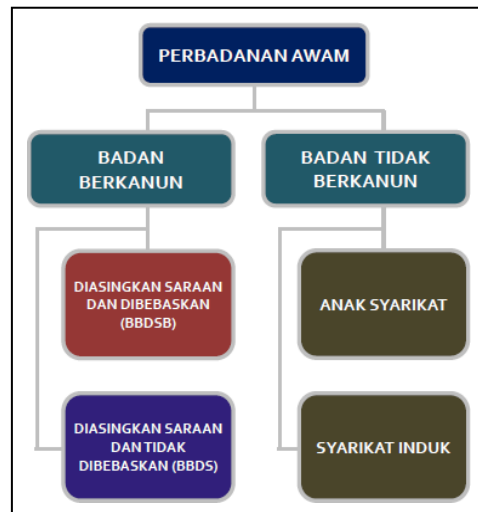 PERBADANAN AWAM
BADAN
BERKANUN
BADAN TIDAK
BERKANUN
DIASINGKAN SARAAN
DAN DIBEBASKAN
(BBDSB)
ANAK SYARIKAT
DIASINGKAN SARAAN
DAN TIDAK
DIBEBASKAN (BBDS)
SYARIKAT INDUK